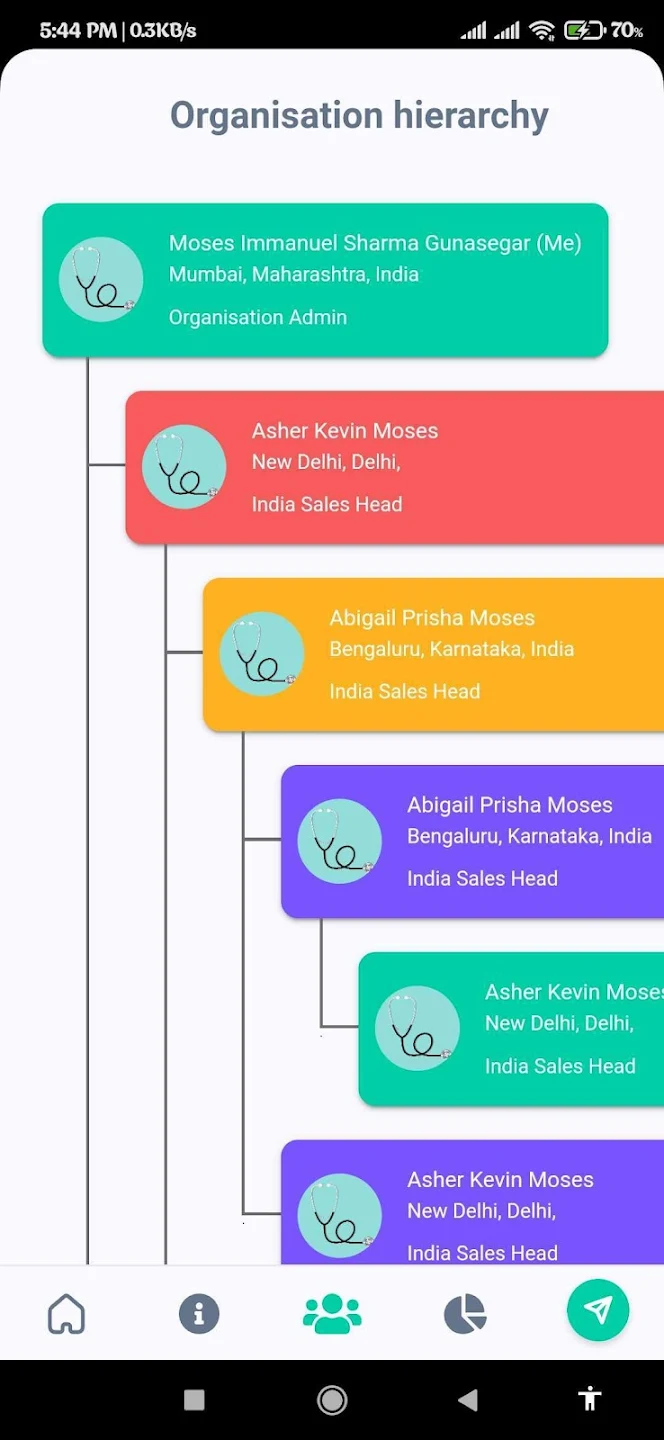 5:44 PM | 0.3KB/s
70%
Organisation hierarchy
Moses Immanuel Sharma Gunasegar (Me)
Mumbai, Maharashtra, India
Organisation Admin
Asher Kevin Moses
New Delhi, Delhi,
India Sales Head
Abigail Prisha Moses
Bengaluru, Karnataka, India
India Sales Head
Abigail Prisha Moses
Bengaluru, Karnataka, India
India Sales Head
Asher Kevin Moses
New Delhi, Delhi,
India Sales Head
Asher Kevin Moses
New Delhi, Delhi,
India Sales Head